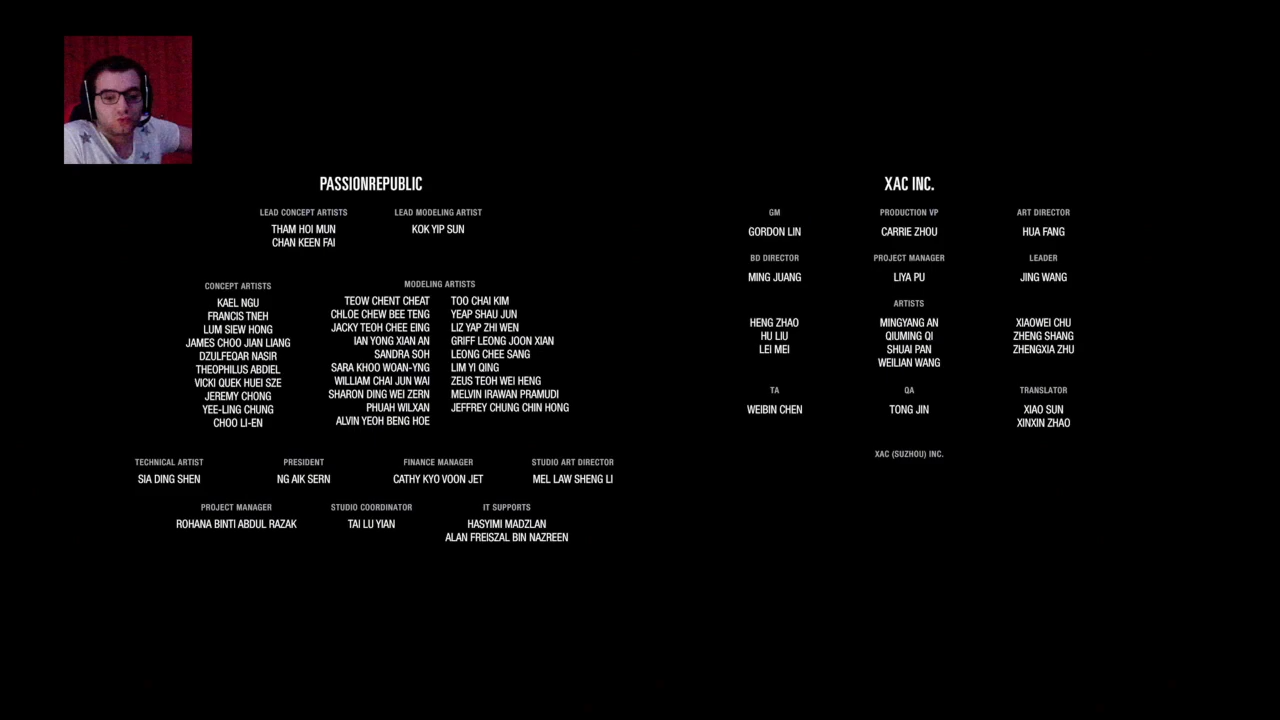 PASSIONREPUBLIC
LEAD CONCEPT ARTISTS
THAM HOI MUN
CHAN KEEN FAI
LEAD MODELING ARTIST
KOK YIP SUN
CONCEPT ARTISTS
KAEL NGU
FRANCIS TNEH
LUM SIEW HONG
JAMES CHOO JIAN LIANG
DZULFEQAR NASIR
THEOPHILUS ABDIEL
VICKI QUEK HUEI SZE
JEREMY CHONG
YEE-LING CHUNG
CHOO LI-EN
MODELING ARTISTS
TEOW CHENT CHEAT
CHLOE CHEW BEE TENG
JACKY TEOH CHEE EING
IAN YONG XIAN AN
SANDRA SOH
SARA KHOO WOAN-YNG
WILLIAM CHAI JUN WAI
SHARON DING WEI ZERN
PHUAH WILXAN
ALVIN YEOH BENG HOE
TOO CHAI KIM
YEAP SHAU JUN
LIZ YAP ZHI WEN
GRIFF LEONG JOON XIAN
LEONG CHEE SANG
LIM YI QING
ZEUS TEOH WEI HENG
MELVIN IRAWAN PRAMUDI
JEFFREY CHUNG CHIN HONG
TECHNICAL ARTIST
SIA DING SHEN
PRESIDENT
NG AIK SERN
FINANCE MANAGER
CATHY KYO VOON JET
STUDIO ART DIRECTOR
MEL LAW SHENG LI
PROJECT MANAGER
ROHANA BINTI ABDUL RAZAK
STUDIO COORDINATOR
TAI LU YIAN
IT SUPPORTS
HASYIMI MADZLAN
ALAN FREISZAL BIN NAZREEN
XAC INC.
GM
GORDON LIN
PRODUCTION VP
CARRIE ZHOU
ART DIRECTOR
HUA FANG
BD DIRECTOR
MING JUANG
PROJECT MANAGER
LIYA PU
LEADER
JING WANG
ARTISTS
HENG ZHAO
HU LIU
LEI MEI
MINGYANG AN
QIUMING QI
SHUAI PAN
WEILIAN WANG
XIAOWEI CHU
ZHENG SHANG
ZHENGXIA ZHU
TA
WEIBIN CHEN
QA
TONG JIN
TRANSLATOR
XIAO SUN
XINXIN ZHAO
XAC (SUZHOU) INC.